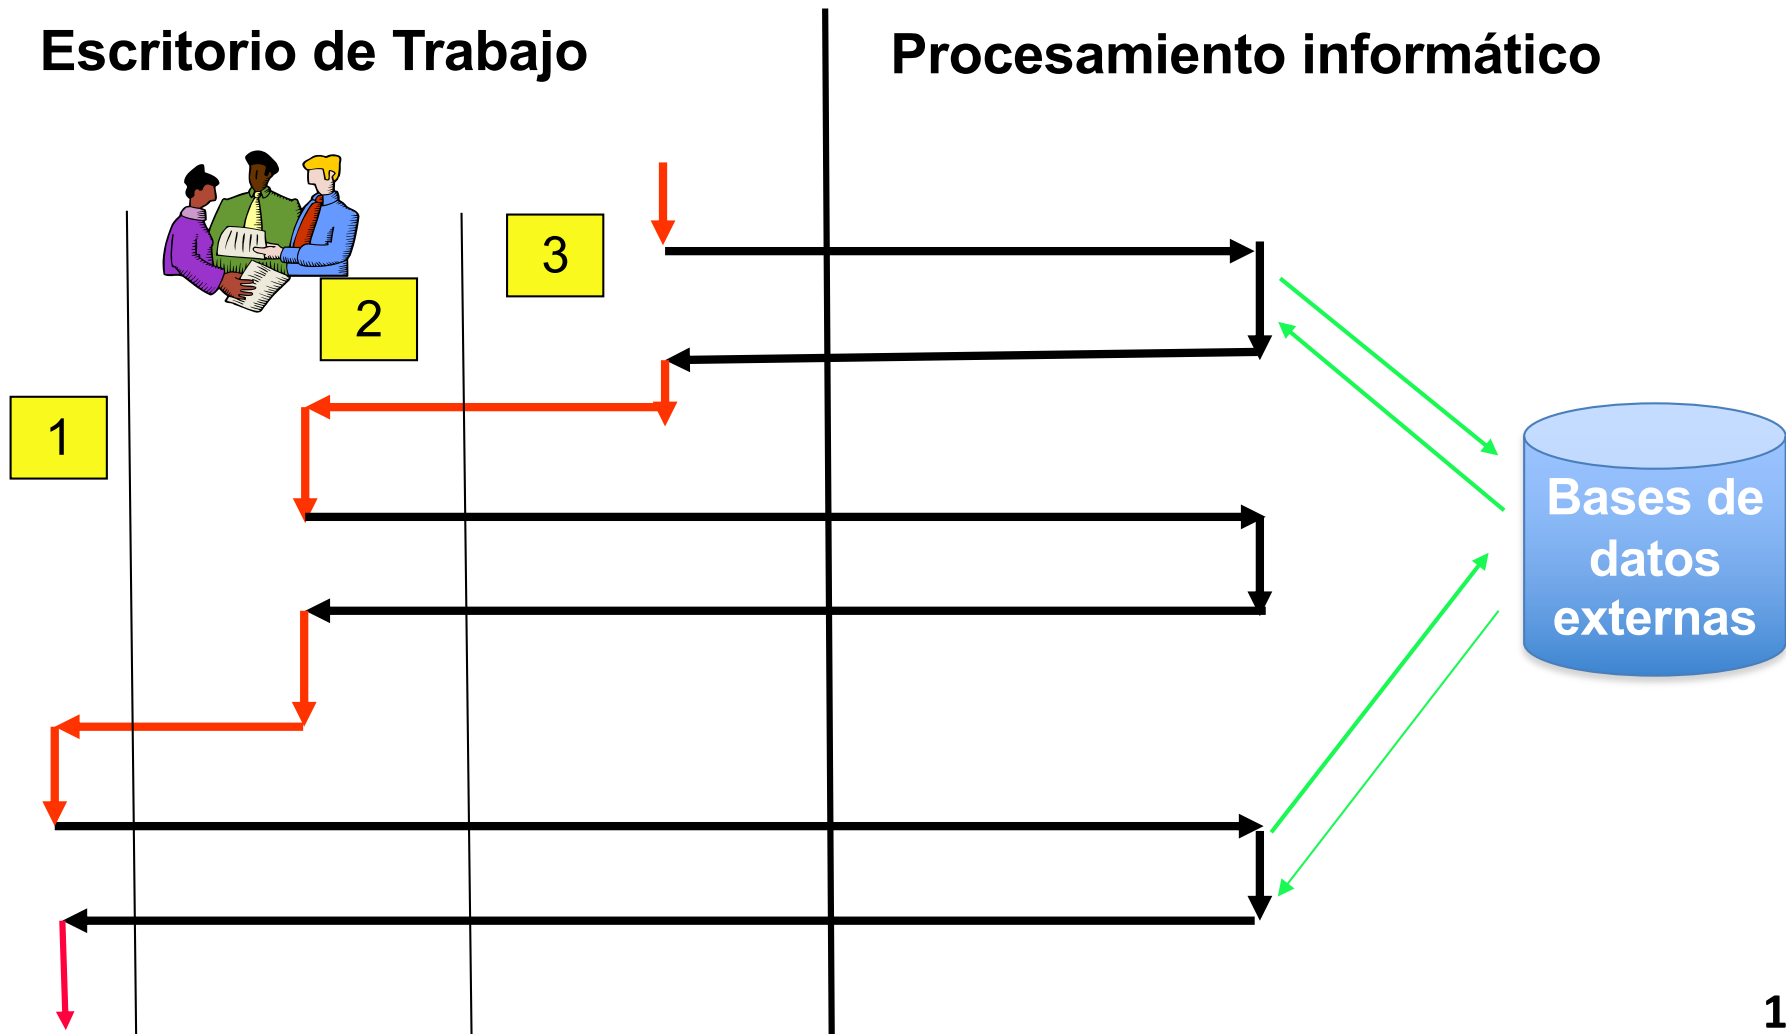 Escritorio de Trabajo
Procesamiento informático
3
2
1
Bases de
datos
externas
1